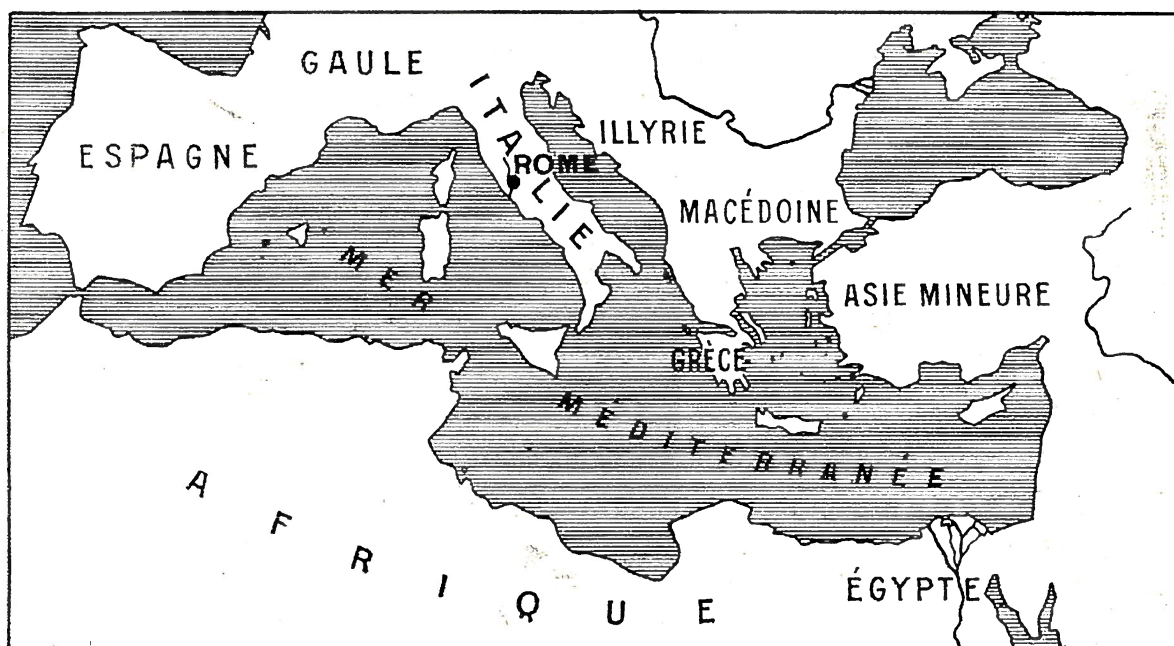 GAULE
ITALIE
ESPAGNE
ILLYRIE
ROME
MACÉDOINE
MER
ASIE MINEURE
GRÈCE
MÉDITERRANÉE
AFRIQUE
ÉGYPTE